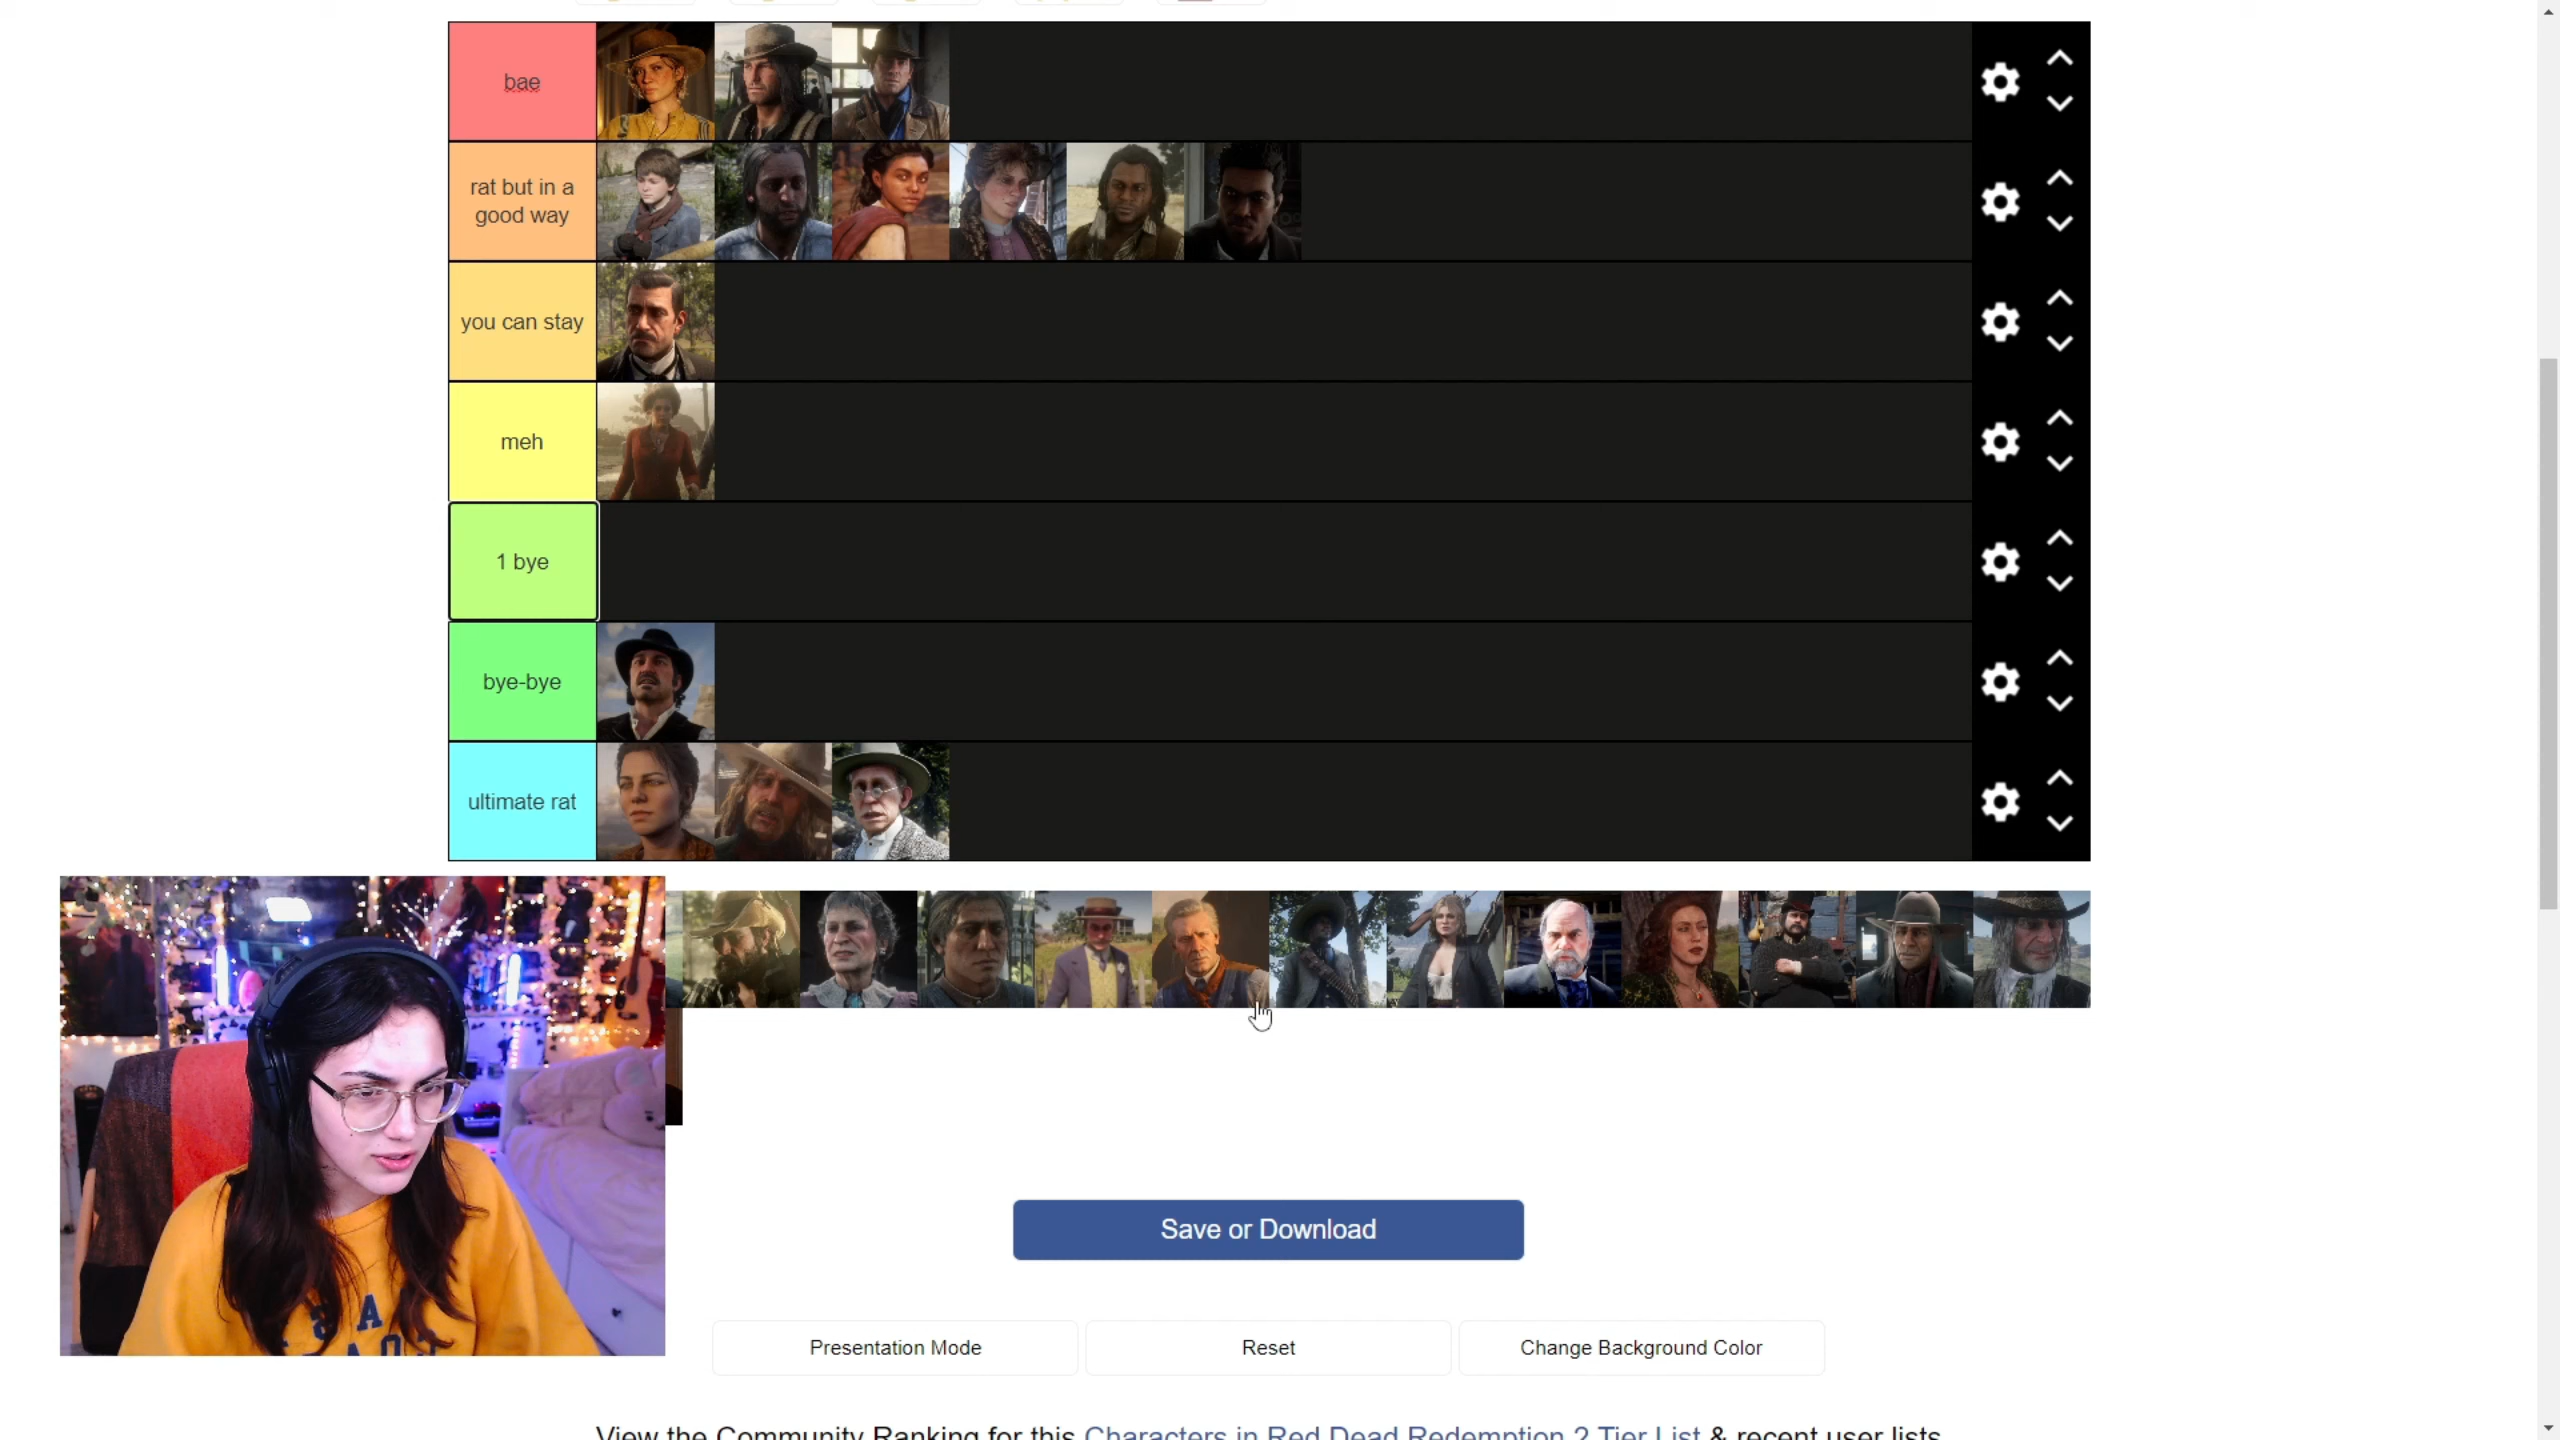 bae
rat but in a
good way
you can stay
meh
1 bye
bye-bye
ultimate rat
Save or Download
Presentation Mode
Reset
Change Background Color
View the Community Ranking for this Characters in Red Dead Redemption 2 Tier List & recent user lists